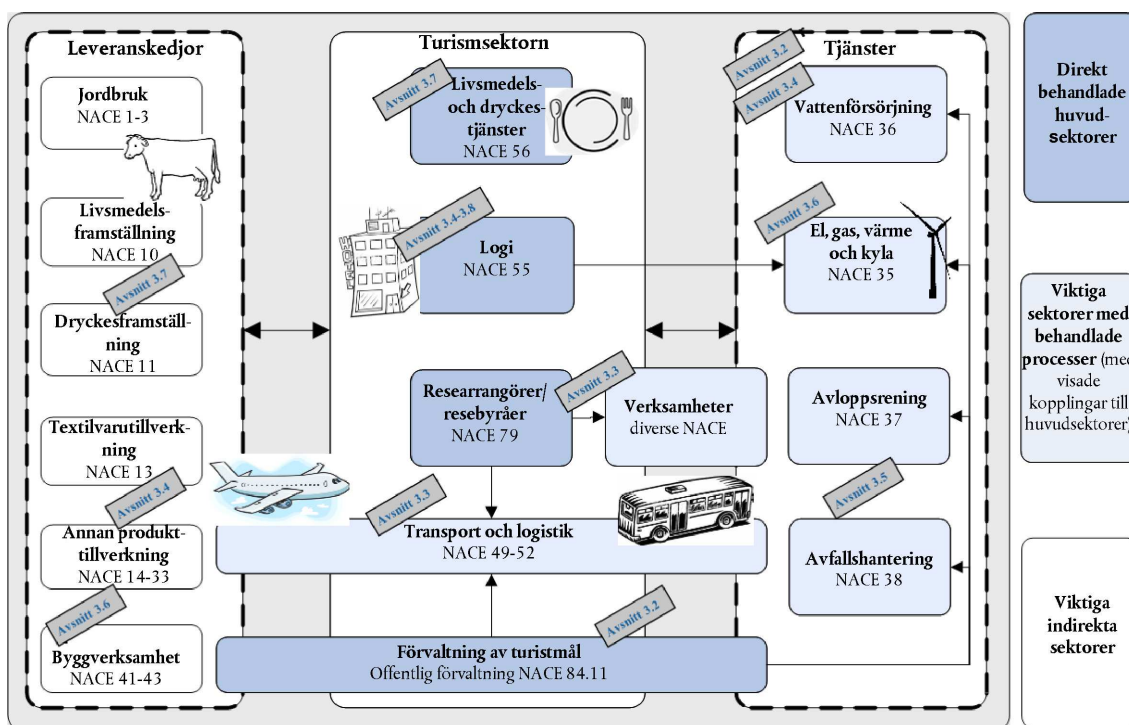 Leveranskedjor
Jordbruk
NACE 1-3
Livsmedels-
framställning
NACE 10
Avsnitt 3.7
Dryckesframställ-
ning
NACE 11
Textilvarutillverk-
ning
NACE 13
Avsnitt 3.4
Annan produkt-
tillverkning
NACE 14-33
Avsnitt 3.6
Byggverksamhet
NACE 41-43
Turismsektorn
Avsnitt 3.7
Livsmedels-
och dryckes-
tjänster
NACE 56
Avsnitt 3.4-3.8
Logi
NACE 55
Researrangörer/
resebyråer
NACE 79
Avsnitt 3.3
Verksamheter
diverse NACE
Avsnitt 3.3
Transport och logistik
NACE 49-52
Avsnitt 3.2
Förvaltning av turistmål
Offentlig förvaltning NACE 84.11
Tjänster
Avsnitt 3.2
Avsnitt 3.4
Vattenförsörjning
NACE 36
Avsnitt 3.6
El, gas, värme
och kyla
NACE 35
Avloppsrening
NACE 37
Avsnitt 3.5
Avfallshantering
NACE 38
Direkt
behandlade
huvud-
sektorer
Viktiga
sektorer med
behandlade
processer (med
visade
kopplingar till
huvudsektorer)
Viktiga
indirekta
sektorer